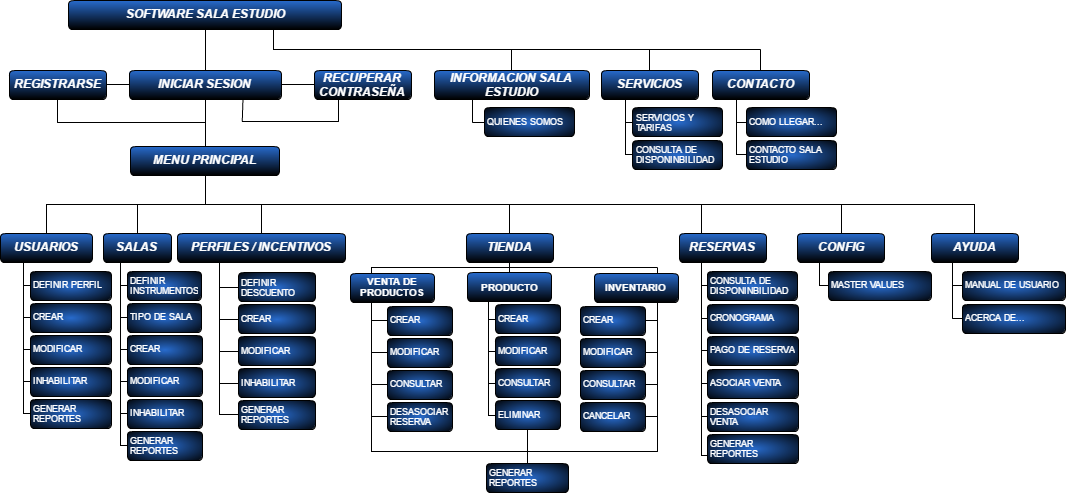 SOFTWARE SALA ESTUDIO
REGISTRARSE
INICIAR SESION
RECUPERAR
CONTRASEÑA
INFORMACION SALA
ESTUDIO
SERVICIOS
CONTACTO
QUIENES SOMOS
SERVICIOS Y
TARIFAS
CONSULTA DE
DISPONINBILIDAD
COMO LLEGAR...
CONTACTO SALA
ESTUDIO
MENU PRINCIPAL
USUARIOS
DEFINIR PERFIL
CREAR
MODIFICAR
INHABILITAR
GENERAR
REPORTES
SALAS
DEFINIR
INSTRUMENTOS
TIPO DE SALA
CREAR
MODIFICAR
INHABILITAR
GENERAR
REPORTES
PERFILES / INCENTIVOS
DEFINIR
DESCUENTO
CREAR
MODIFICAR
INHABILITAR
GENERAR
REPORTES
TIENDA
VENTA DE
PRODUCTOS
CREAR
MODIFICAR
CONSULTAR
DESASOCIAR
RESERVA
PRODUCTO
CREAR
MODIFICAR
CONSULTAR
ELIMINAR
INVENTARIO
CREAR
MODIFICAR
CONSULTAR
CANCELAR
GENERAR
REPORTES
RESERVAS
CONSULTA DE
DISPONINBILIDAD
CRONOGRAMA
PAGO DE RESERVA
ASOCIAR VENTA
DESASOCIAR
VENTA
GENERAR
REPORTES
CONFIG
MASTER VALUES
AYUDA
MANUAL DE USUARIO
ACERCA DE...